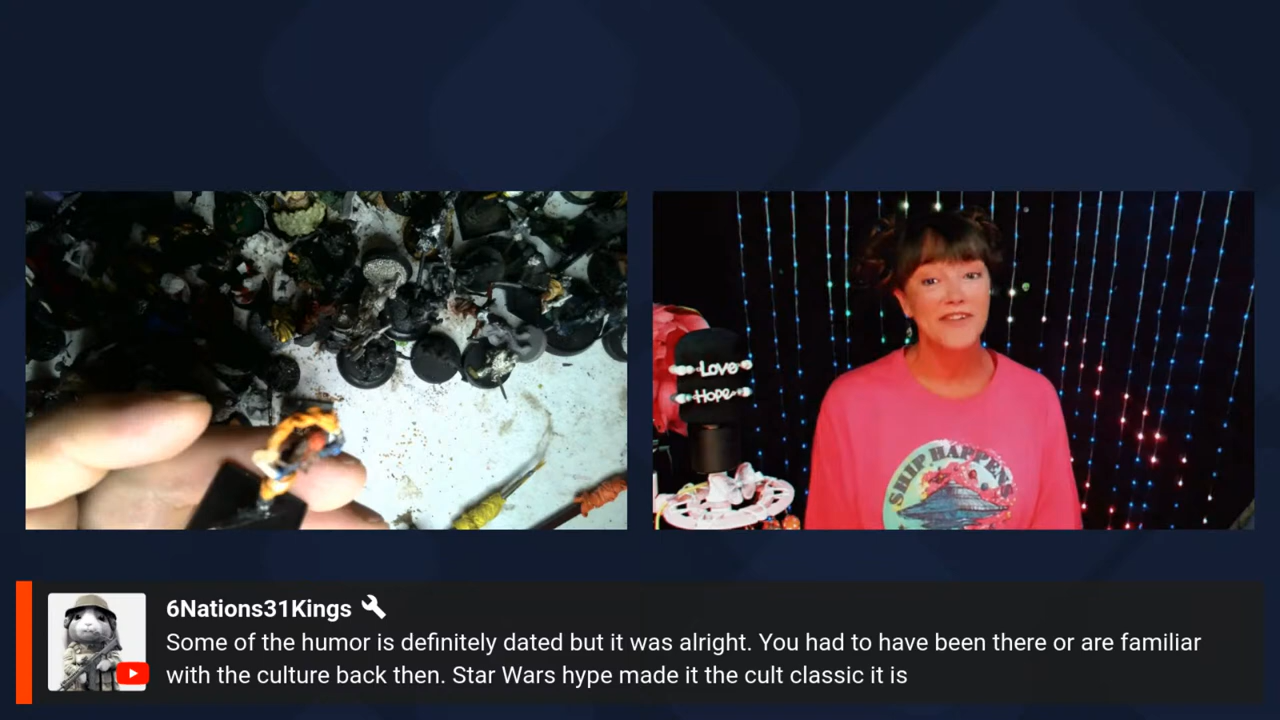 Love
Hope
SHIP HAPPENS
6Nations31Kings
Some of the humor is definitely dated but it was alright. You had to have been there or are familiar
with the culture back then. Star Wars hype made it the cult classic it is